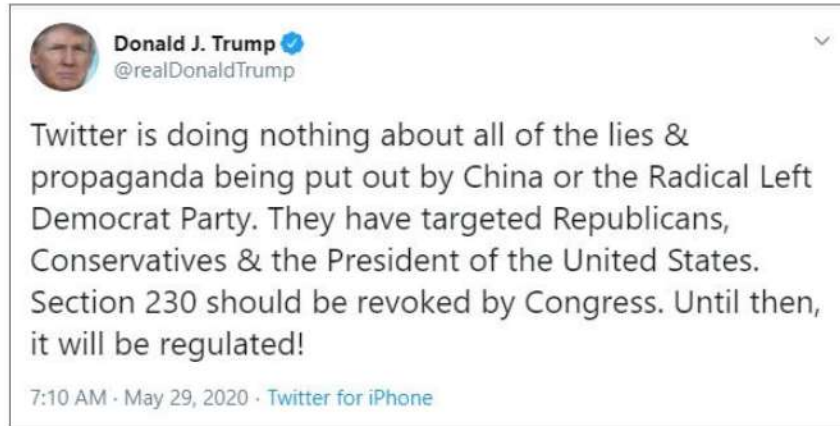 Donald J. Trump
@realDonaldTrump
Twitter is doing nothing about all of the lies &
propaganda being put out by China or the Radical Left
Democrat Party. They have targeted Republicans,
Conservatives & the President of the United States.
Section 230 should be revoked by Congress. Until then,
it will be regulated!
7:10 AM · May 29, 2020 · Twitter for iPhone